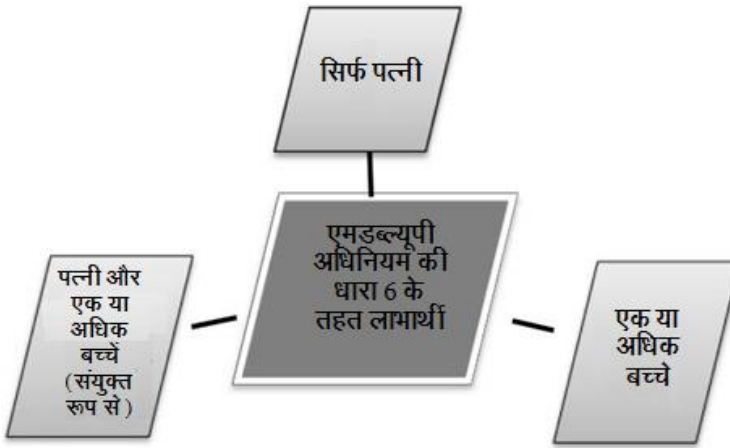 सिर्फ पत्नी
एमडब्ल्यूपी
अधिनियम की
धारा 6 के
तहत लाभार्थी
पत्नी और
एक या
अधिक
बच्चें
(संयुक्त
रूप से )
एक या
अधिक
बच्चे